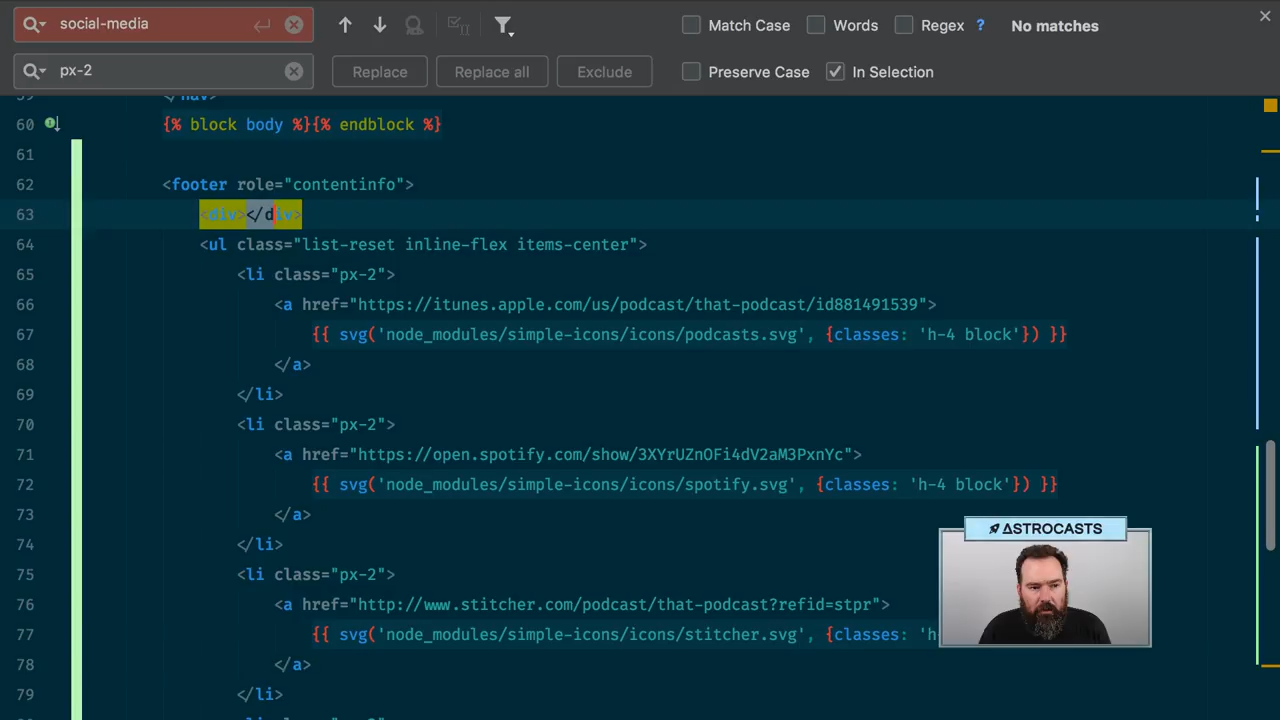 social-media
Match Case Words Regex ? No matches
px-2
Replace Replace all Exclude Preserve Case In Selection
59 </nav>
60 {% block body %}{% endblock %}
61
62 <footer role="contentinfo">
63 <div></div>
64 <ul class="list-reset inline-flex items-center">
65 <li class="px-2">
66 <a href="https://itunes.apple.com/us/podcast/that-podcast/id881491539">
67 {{ svg('node_modules/simple-icons/icons/podcasts.svg', {classes: 'h-4 block'}) }}
68 </a>
69 </li>
70 <li class="px-2">
71 <a href="https://open.spotify.com/show/3XYrUZnOFi4dV2aM3PxnYc">
72 {{ svg('node_modules/simple-icons/icons/spotify.svg', {classes: 'h-4 block'}) }}
73 </a>
74 </li>
75 <li class="px-2">
76 <a href="http://www.stitcher.com/podcast/that-podcast?refid=stpr">
77 {{ svg('node_modules/simple-icons/icons/stitcher.svg', {classes: 'h
78 </a>
79 </li>
ΔSTROCASTS